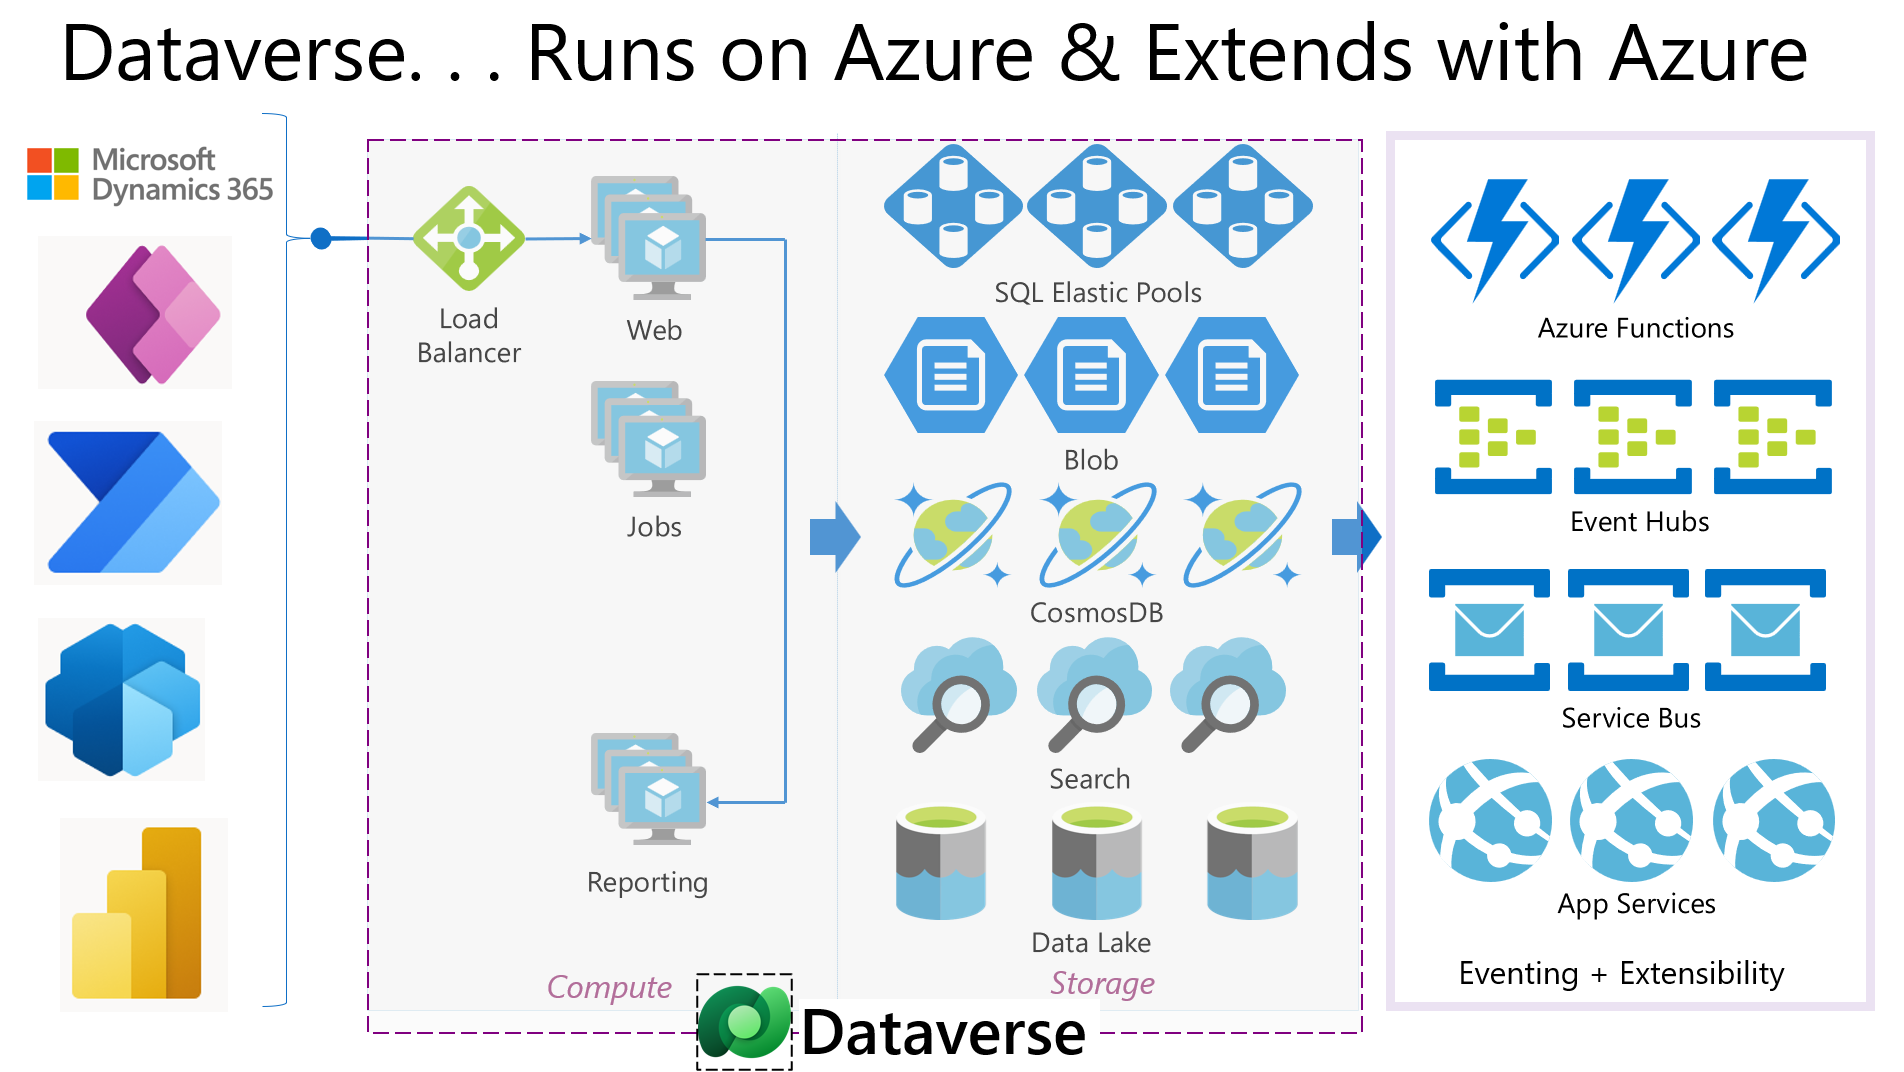 Dataverse. . . Runs on Azure & Extends with Azure
Microsoft
Dynamics 365
Load
Balancer
Web
Jobs
Reporting
Compute
SQL Elastic Pools
Blob
CosmosDB
Search
Data Lake
Storage
Dataverse
Azure Functions
Event Hubs
Service Bus
App Services
Eventing + Extensibility